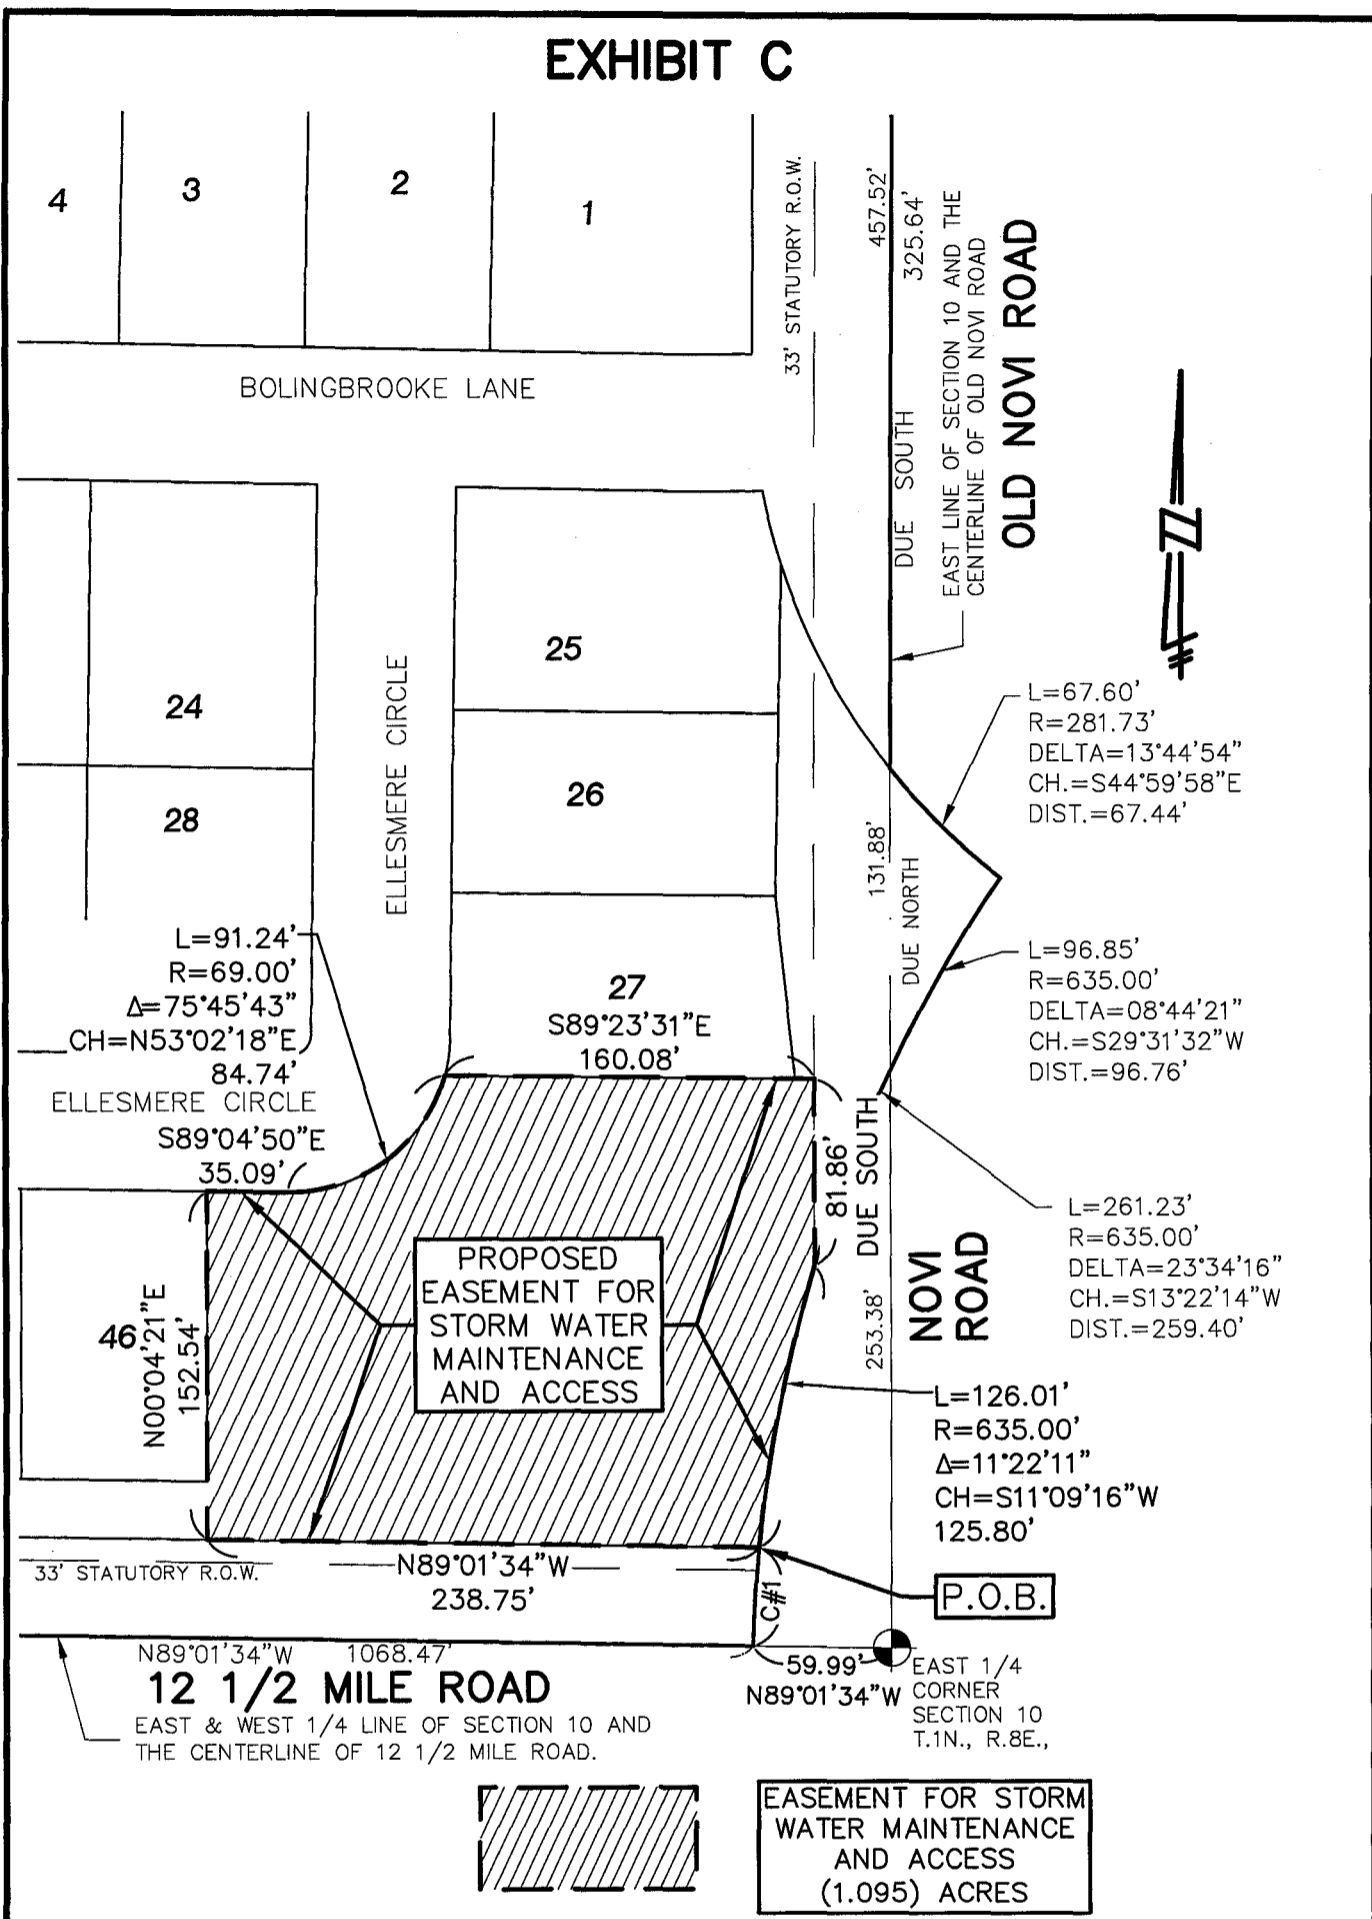 EXHIBIT C
4
3
2
1
33' STATUTORY R.O.W.
457.52'
325.64'
DUE SOUTH
EAST LINE OF SECTION 10 AND THE
CENTERLINE OF OLD NOVI ROAD
OLD NOVI ROAD
BOLINGBROOKE LANE
N
25
24
ELLESMERE CIRCLE
26
28
L=67.60'
R=281.73'
DELTA=13°44'54"
CH.=S44°59'58"E
DIST.=67.44'
131.88'
DUE NORTH
L=91.24'
R=69.00'
Δ=75°45'43"
CH=N53°02'18"E
84.74'
27
S89°23'31"E
160.08'
L=96.85'
R=635.00'
DELTA=08°44'21"
CH.=S29°31'32"W
DIST.=96.76'
ELLESMERE CIRCLE
S89°04'50"E
35.09'
81.86'
DUE SOUTH
L=261.23'
R=635.00'
DELTA=23°34'16"
CH.=S13°22'14"W
DIST.=259.40'
PROPOSED
EASEMENT FOR
STORM WATER
MAINTENANCE
AND ACCESS
46
N00°04'21"E
152.54'
253.38'
NOVI
ROAD
L=126.01'
R=635.00'
Δ=11°22'11"
CH=S11°09'16"W
125.80'
33' STATUTORY R.O.W.
N89°01'34"W
238.75'
C#1
P.O.B.
N89°01'34"W 1068.47'
12 1/2 MILE ROAD
EAST & WEST 1/4 LINE OF SECTION 10 AND
THE CENTERLINE OF 12 1/2 MILE ROAD.
59.99'
N89°01'34"W
EAST 1/4
CORNER
SECTION 10
T.1N., R.8E.,
EASEMENT FOR STORM
WATER MAINTENANCE
AND ACCESS
(1.095) ACRES